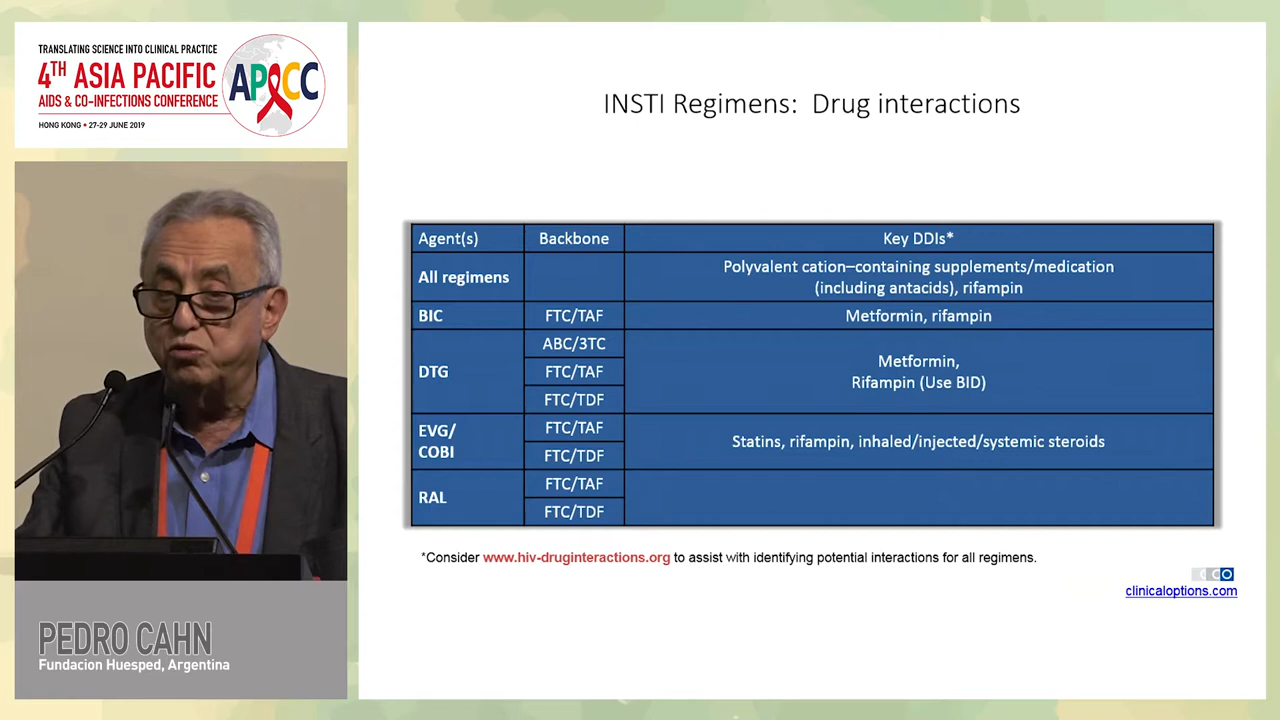 TRANSLATING SCIENCE INTO CLINICAL PRACTICE
4TH ASIA PACIFIC
AIDS & CO-INFECTIONS CONFERENCE
HONG KONG • 27-29 JUNE 2019
APACC
INSTI Regimens: Drug interactions
Agent(s) Backbone Key DDIs*
All regimens Polyvalent cation–containing supplements/medication
(including antacids), rifampin
BIC FTC/TAF Metformin, rifampin
DTG ABC/3TC Metformin,
FTC/TAF Rifampin (Use BID)
FTC/TDF
EVG/ FTC/TAF Statins, rifampin, inhaled/injected/systemic steroids
COBI FTC/TDF
RAL FTC/TAF
FTC/TDF
*Consider www.hiv-druginteractions.org to assist with identifying potential interactions for all regimens.
CCO
clinicaloptions.com
PEDRO CAHN
Fundacion Huesped, Argentina